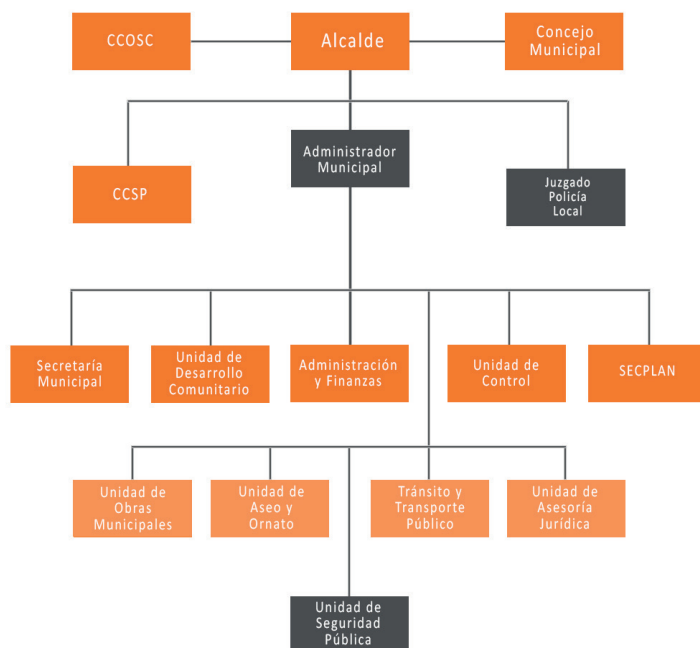 CCOSC
Alcalde
Concejo
Municipal
CCSP
Administrador
Municipal
Juzgado
Policía
Local
Secretaría
Municipal
Unidad de
Desarrollo
Comunitario
Administración
y Finanzas
Unidad de
Control
SECPLAN
Unidad de
Obras
Municipales
Unidad de
Aseo y
Ornato
Tránsito y
Transporte
Público
Unidad de
Asesoría
Jurídica
Unidad de
Seguridad
Pública